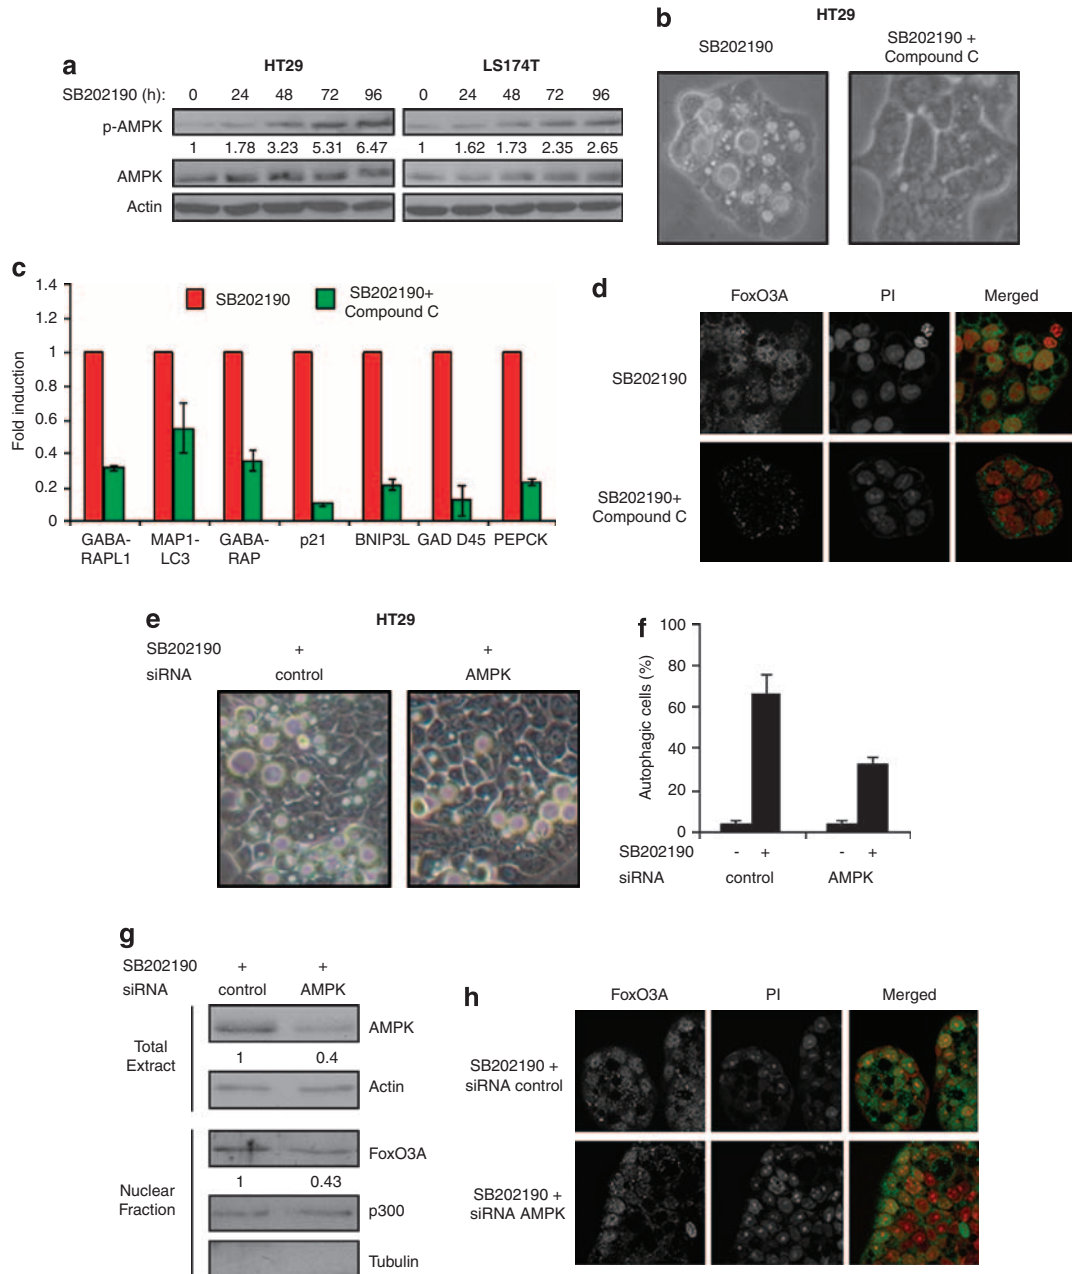 a
HT29 LS174T
SB202190 (h): 0 24 48 72 96 0 24 48 72 96
p-AMPK
1 1.78 3.23 5.31 6.47 1 1.62 1.73 2.35 2.65
AMPK
Actin
b
HT29
SB202190
SB202190 +
Compound C
c
1.4
1.2
1
0.8
0.6
0.4
0.2
0
Fold induction
SB202190
SB202190+
Compound C
GABA-
RAPL1
MAP1-
LC3
GABA-
RAP
p21
BNIP3L
GAD D45
PEPCK
d
FoxO3A PI Merged
SB202190
SB202190+
Compound C
e
HT29
SB202190 + +
siRNA control AMPK
f
100
80
60
40
20
0
Autophagic cells (%)
SB202190 - + - +
siRNA control AMPK
g
SB202190 + +
siRNA control AMPK
Total
Extract
AMPK
1 0.4
Actin
Nuclear
Fraction
FoxO3A
1 0.43
p300
Tubulin
h
FoxO3A PI Merged
SB202190 +
siRNA control
SB202190 +
siRNA AMPK